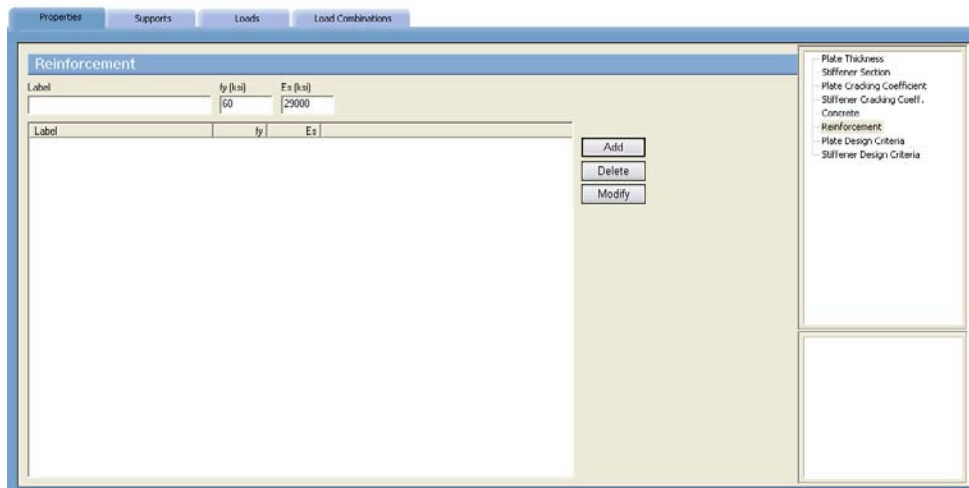 Properties Supports Loads Load Combinations
Reinforcement
Label fy (ksi) Es (ksi)
60 29000
Label fy Es
Add
Delete
Modify
Plate Thickness
Stiffener Section
Plate Cracking Coefficient
Stiffener Cracking Coeff.
Concrete
Reinforcement
Plate Design Criteria
Stiffener Design Criteria